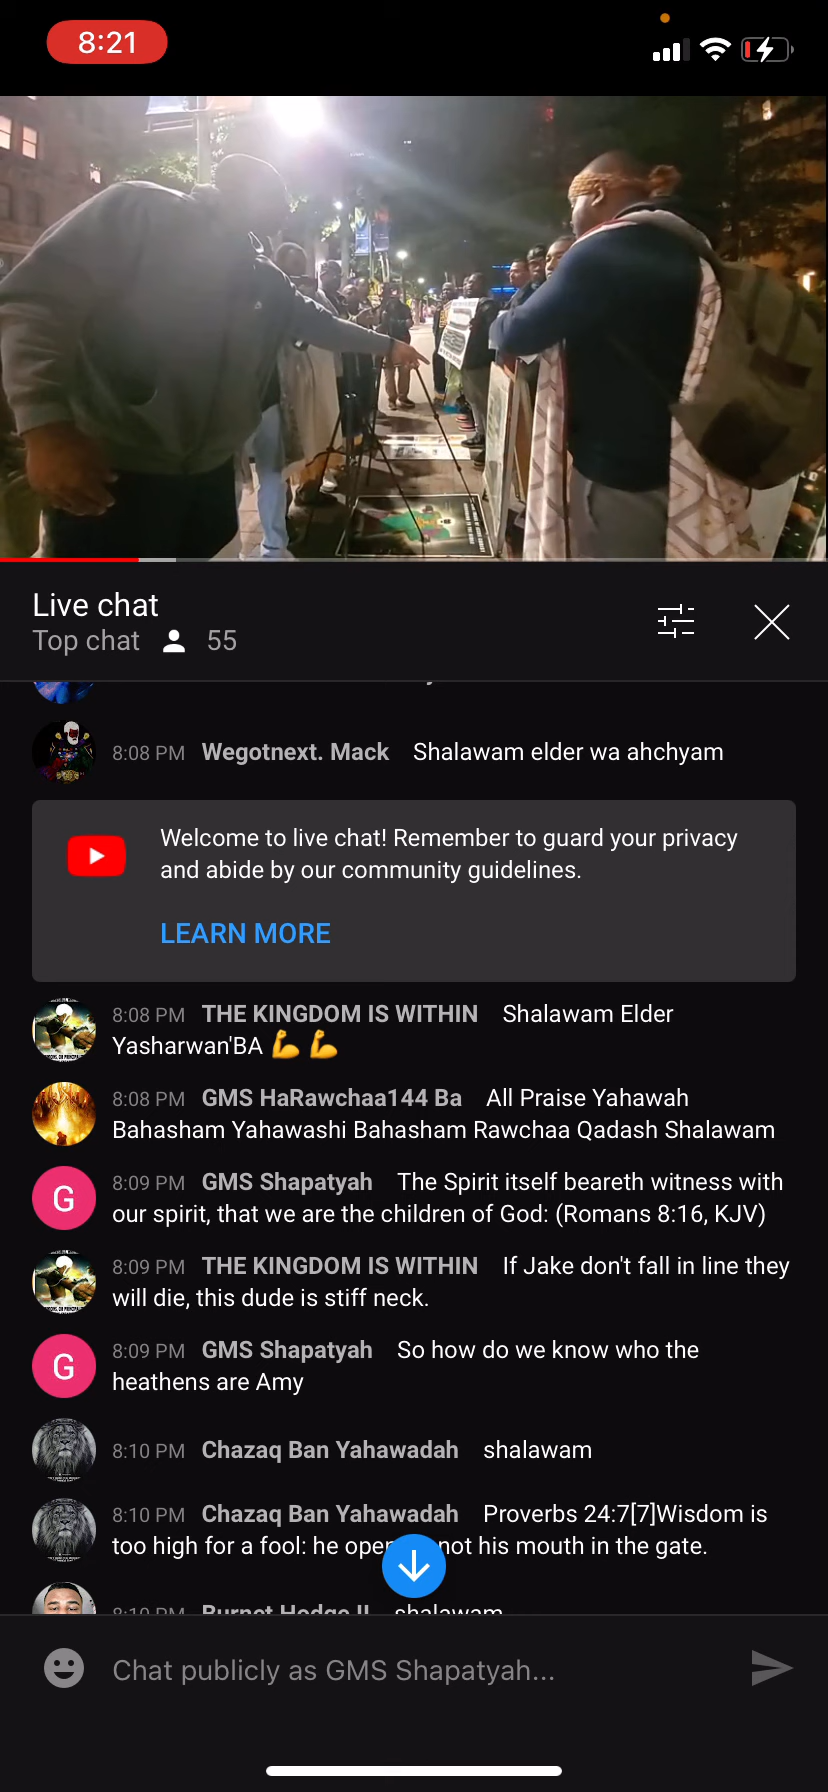 8:21
Live chat
Top chat 55
8:08 PM Wegotnext. Mack Shalawam elder wa ahchyam
Welcome to live chat! Remember to guard your privacy
and abide by our community guidelines.
LEARN MORE
8:08 PM THE KINGDOM IS WITHIN Shalawam Elder
Yasharwan'BA 💪 💪
8:08 PM GMS HaRawchaa144 Ba All Praise Yahawah
Bahasham Yahawashi Bahasham Rawchaa Qadash Shalawam
G
8:09 PM GMS Shapatyah The Spirit itself beareth witness with
our spirit, that we are the children of God: (Romans 8:16, KJV)
8:09 PM THE KINGDOM IS WITHIN If Jake don't fall in line they
will die, this dude is stiff neck.
G
8:09 PM GMS Shapatyah So how do we know who the
heathens are Amy
8:10 PM Chazaq Ban Yahawadah shalawam
8:10 PM Chazaq Ban Yahawadah Proverbs 24:7[7]Wisdom is
too high for a fool: he not his mouth in the gate.
8:10 PM Burnet Hodge II shalawam
Chat publicly as GMS Shapatyah...